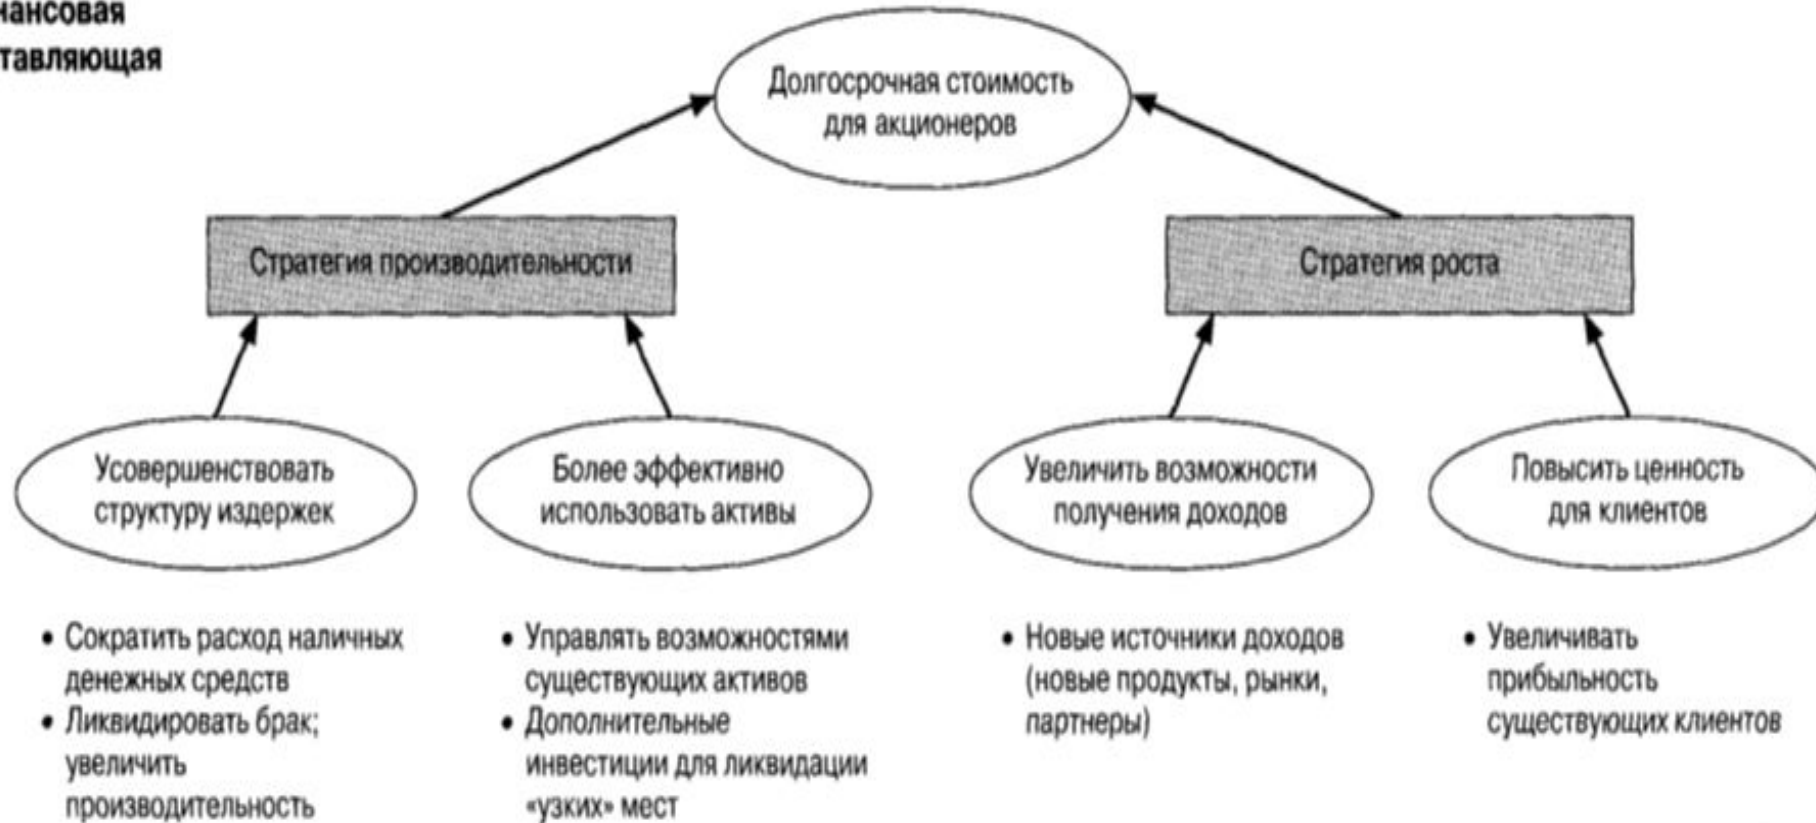 нансовая
тавляющая
Долгосрочная стоимость
для акционеров
Стратегия производительности
Стратегия роста
Усовершенствовать
структуру издержек
Более эффективно
использовать активы
Увеличить возможности
получения доходов
Повысить ценность
для клиентов
• Сократить расход наличных
денежных средств
• Ликвидировать брак;
увеличить
производительность
• Управлять возможностями
существующих активов
• Дополнительные
инвестиции для ликвидации
«узких» мест
• Новые источники доходов
(новые продукты, рынки,
партнеры)
• Увеличивать
прибыльность
существующих клиентов